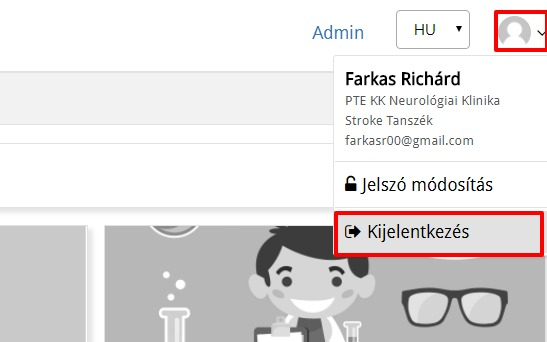 Admin
HU
Farkas Richárd
PTE KK Neurológiai Klinika
Stroke Tanszék
farkasr00@gmail.com
Jelszó módosítás
Kijelentkezés